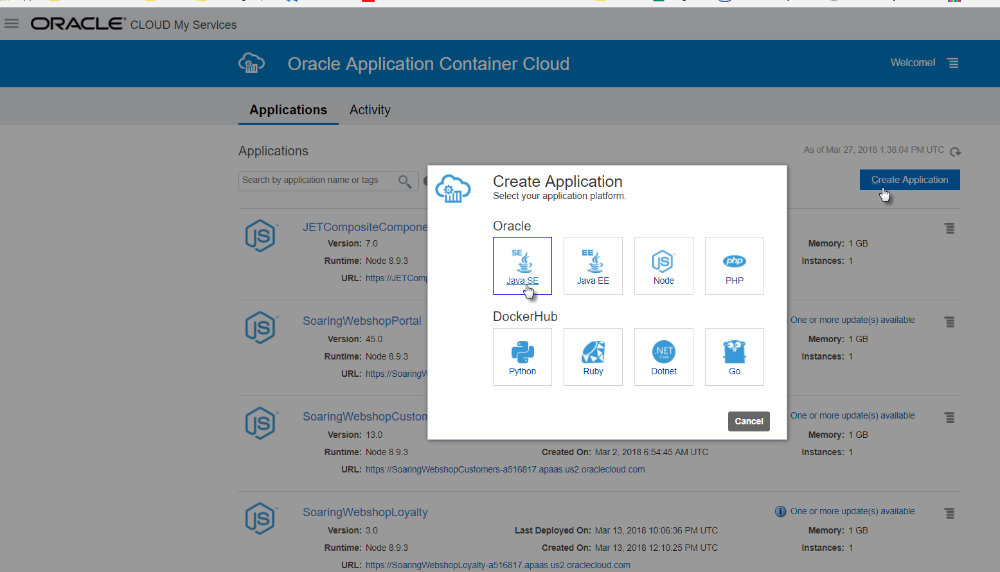 ORACLE® CLOUD My Services
Oracle Application Container Cloud
Welcome!
Applications
Activity
Applications
As of Mar 27, 2018 1:38:04 PM UTC
Search by application name or tags
Create Application
Create Application
Select your application platform.
Oracle
SE
Java SE
EE
Java EE
JS
Node
php
PHP
DockerHub
Python
Ruby
.NET
Core
Dotnet
Go
Cancel
JS
JETCompositeCompone
Version: 7.0
Memory: 1 GB
Runtime: Node 8.9.3
Instances: 1
URL: https://JETComp
JS
SoaringWebshopPortal
One or more update(s) available
Version: 45.0
Memory: 1 GB
Runtime: Node 8.9.3
Instances: 1
URL: https://SoaringW
JS
SoaringWebshopCustom
One or more update(s) available
Version: 13.0
Memory: 1 GB
Runtime: Node 8.9.3
Created On: Mar 2, 2018 6:54:45 AM UTC
Instances: 1
URL: https://SoaringWebshopCustomers-a516817.apaas.us2.oraclecloud.com
JS
SoaringWebshopLoyalty
One or more update(s) available
Version: 3.0
Last Deployed On: Mar 13, 2018 10:06:36 PM UTC
Memory: 1 GB
Runtime: Node 8.9.3
Created On: Mar 13, 2018 12:10:25 PM UTC
Instances: 1
URL: https://SoaringWebshopLoyalty-a516817.apaas.us2.oraclecloud.com